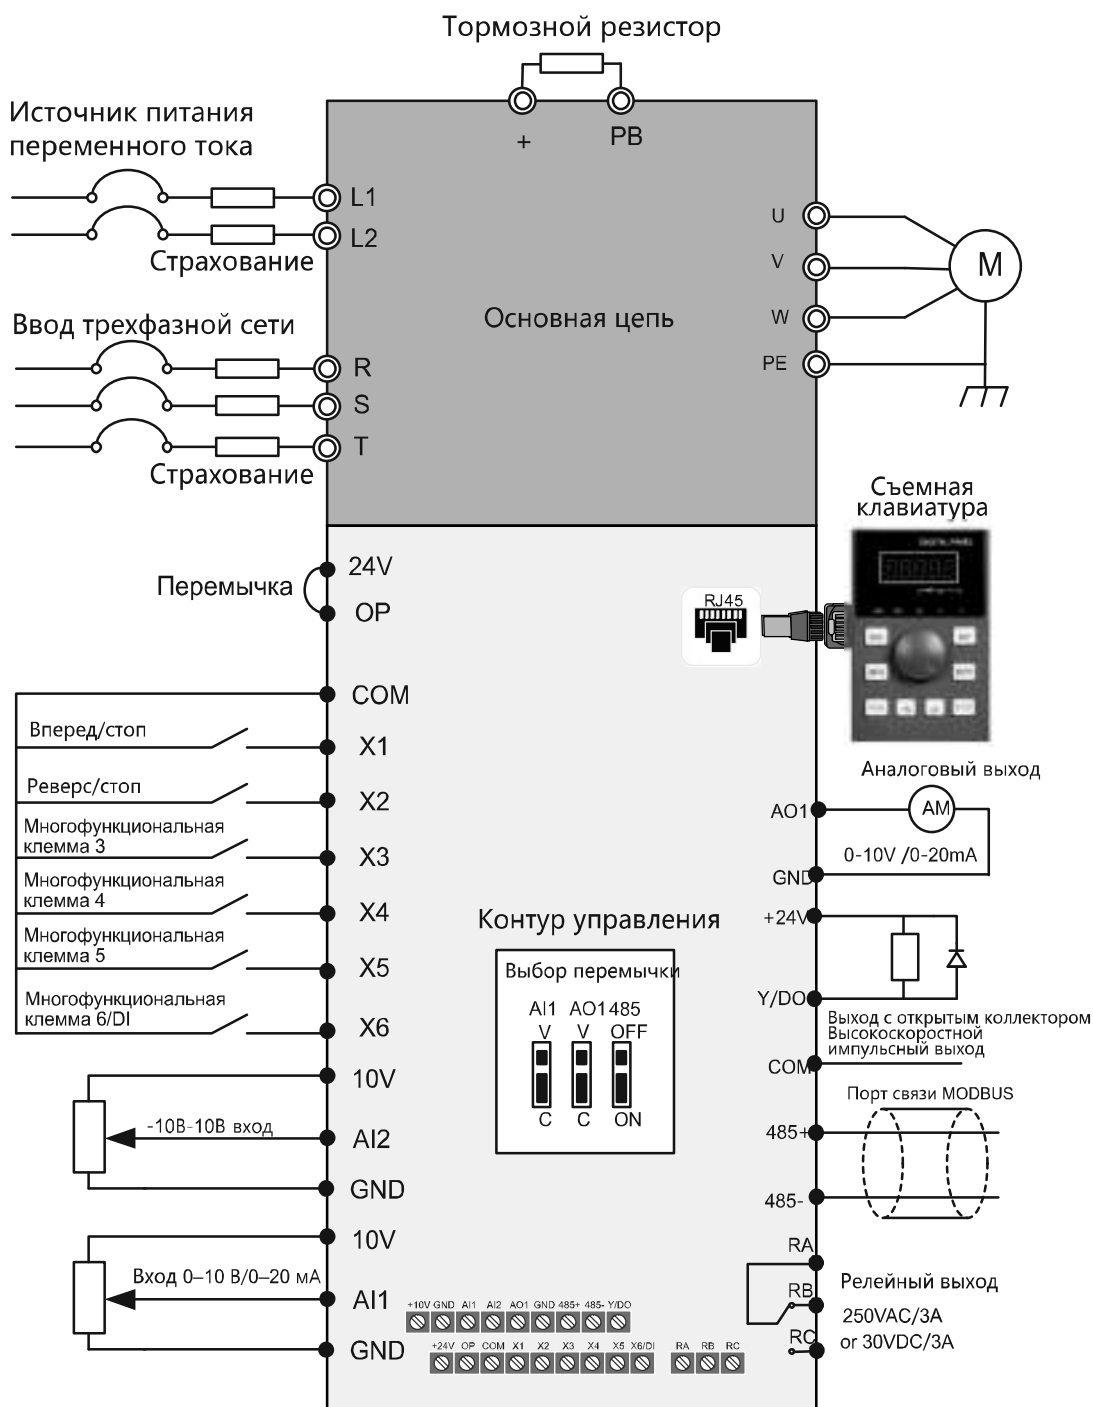 Тормозной резистор
+
PB
Источник питания
переменного тока
L1
L2
Страхование
U
V
W
PE
M
Основная цепь
Ввод трехфазной сети
R
S
T
Страхование
Съемная
клавиатура
24V
Перемычка
OP
RJ45
COM
Вперед/стоп
X1
Реверс/стоп
X2
Многофункциональная
клемма 3
X3
Многофункциональная
клемма 4
X4
Многофункциональная
клемма 5
X5
Многофункциональная
клемма 6/DI
X6
10V
-10В-10В вход
AI2
GND
10V
Вход 0–10 В/0–20 мА
AI1
GND
Контур управления
Выбор перемычки
AI1 AO1 485
V V OFF
C C ON
Аналоговый выход
AO1
AM
0-10V /0-20mA
GND
+24V
Y/DO
Выход с открытым коллектором
Высокоскоростной
импульсный выход
COM
Порт связи MODBUS
485+
485-
RA
RB
RC
Релейный выход
250VAC/3A
or 30VDC/3A
+10V GND AI1 AI2 AO1 GND 485+ 485- Y/DO
+24V OP COM X1 X2 X3 X4 X5 X6/DI RA RB RC